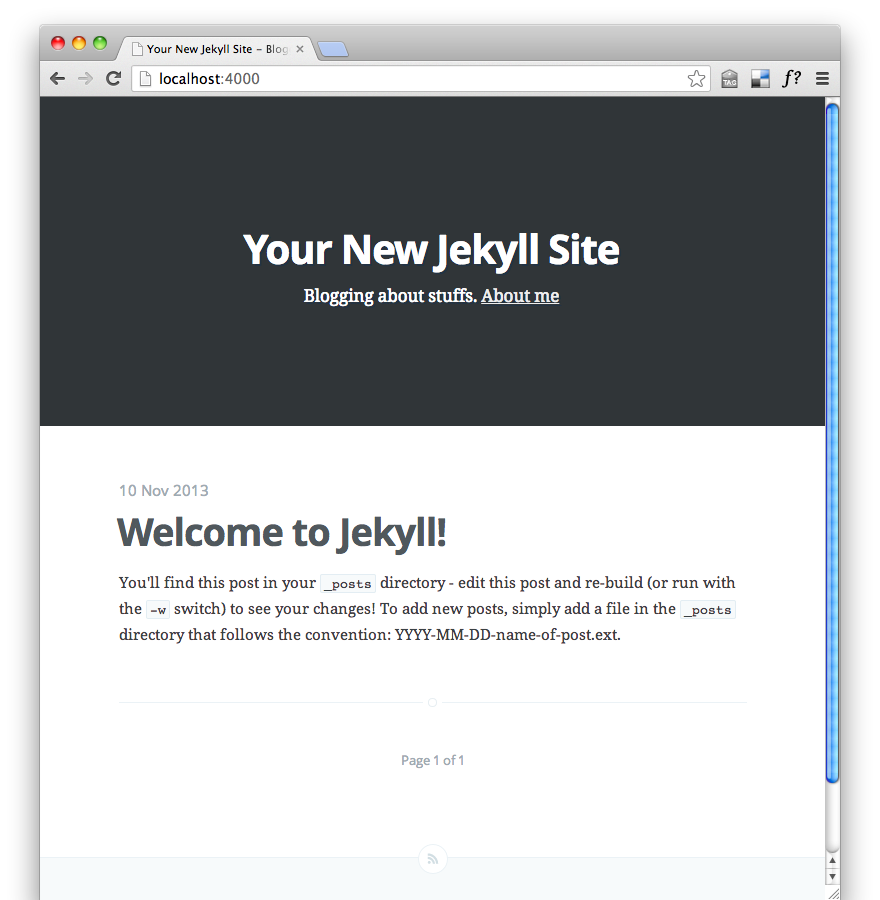 Your New Jekyll Site – Blog
localhost:4000
TAG
f?
Your New Jekyll Site
Blogging about stuffs. About me
10 Nov 2013
Welcome to Jekyll!
You'll find this post in your _posts directory - edit this post and re-build (or run with
the -w switch) to see your changes! To add new posts, simply add a file in the _posts
directory that follows the convention: YYYY-MM-DD-name-of-post.ext.
Page 1 of 1